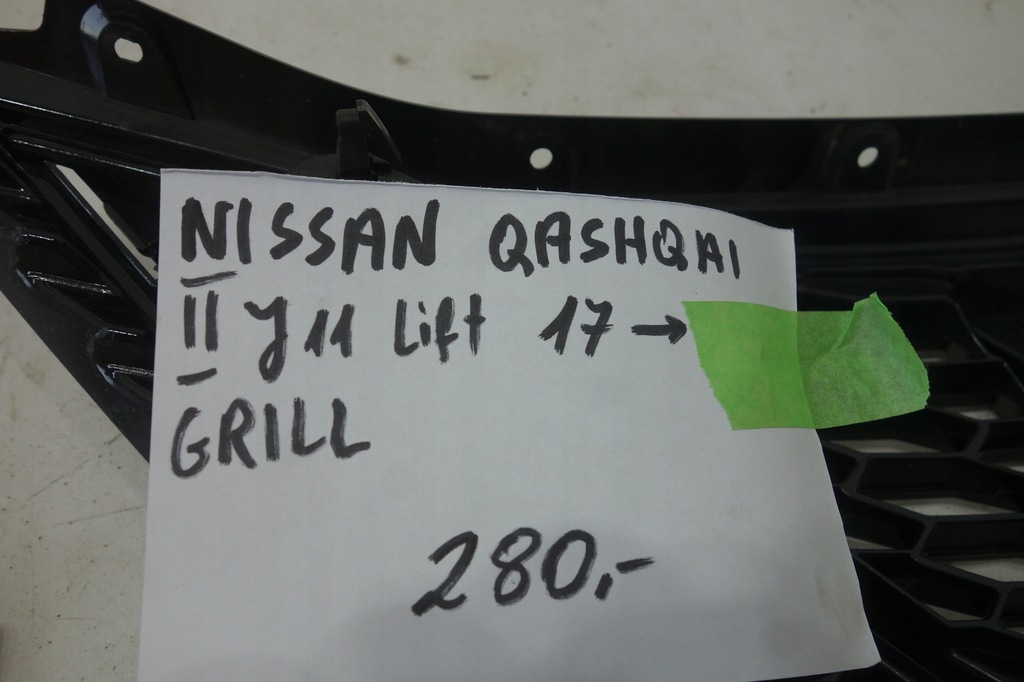 NISSAN QASHQAI
II J11 Lift 17 →
GRILL
280,-